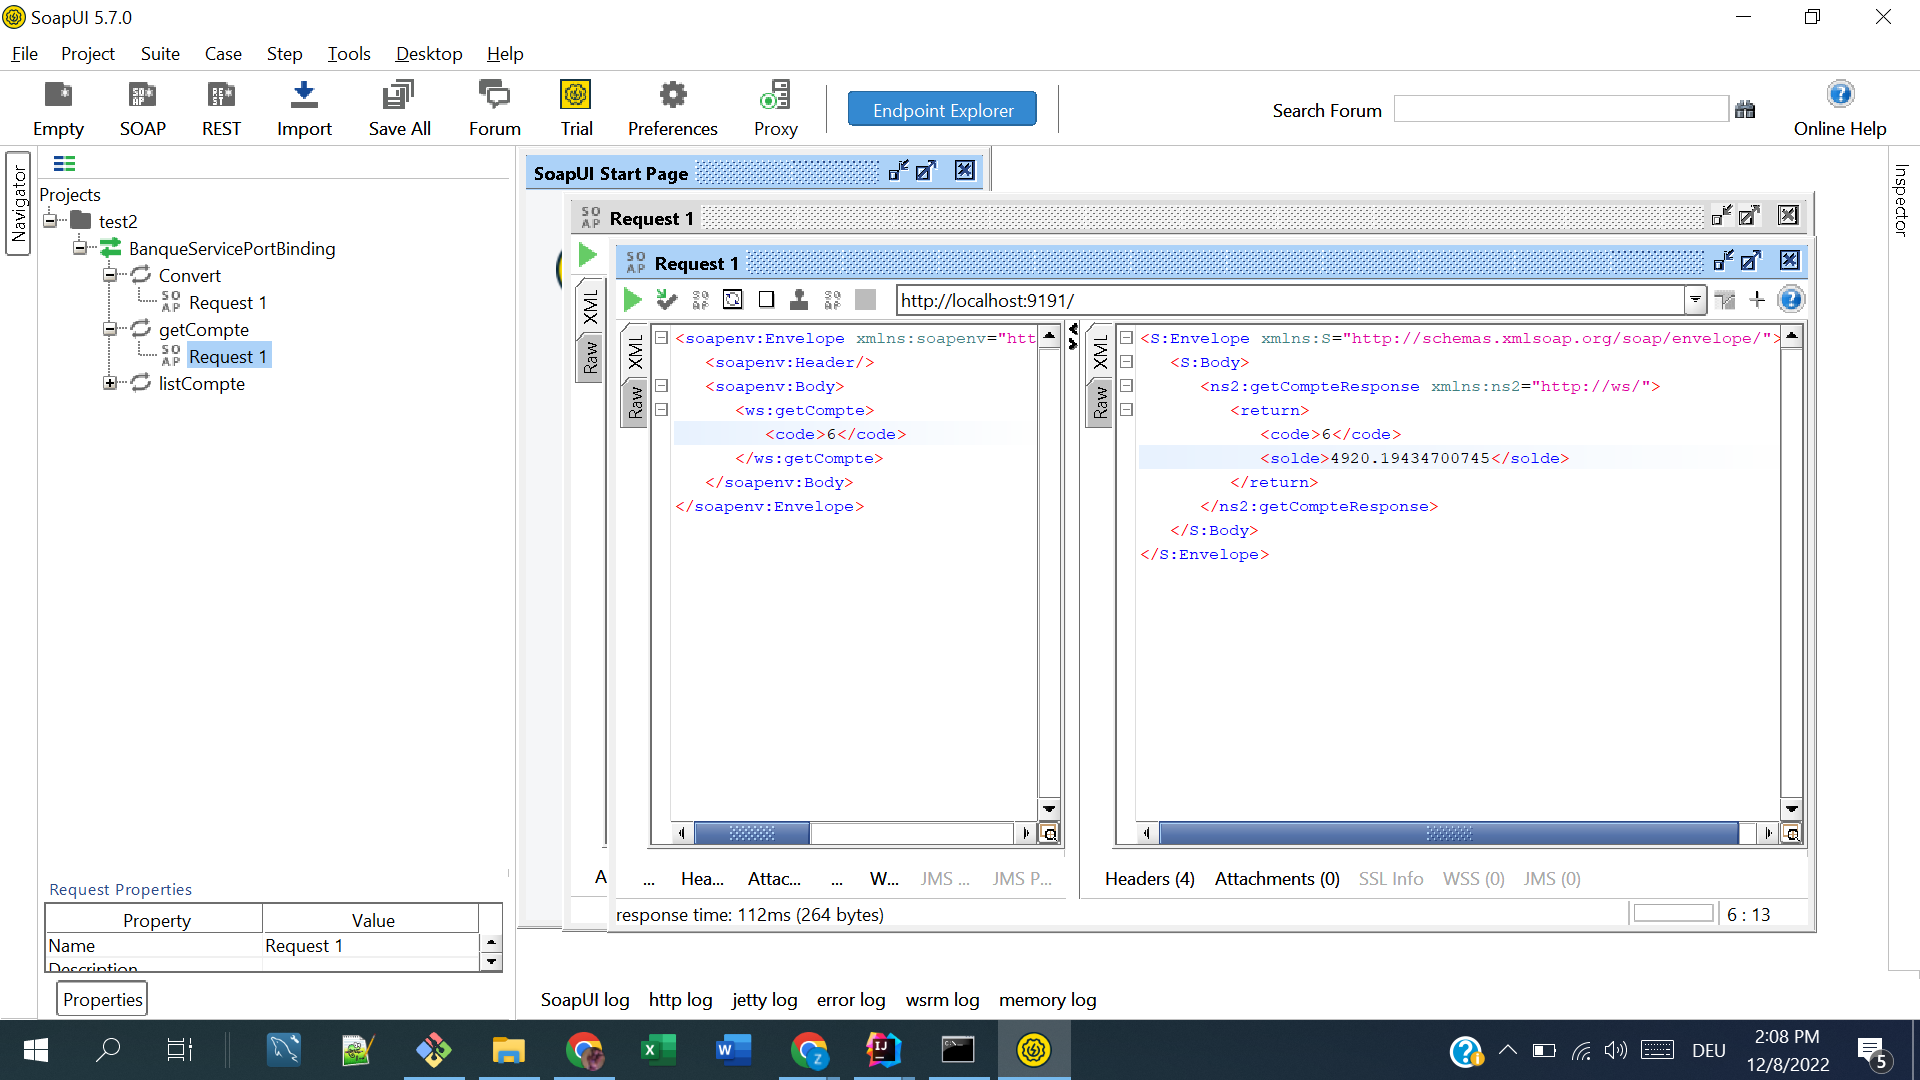 SoapUI 5.7.0
File Project Suite Case Step Tools Desktop Help
Empty SOAP REST Import Save All Forum Trial Preferences Proxy
Endpoint Explorer
Search Forum
Online Help
Navigator
Projects
test2
BanqueServicePortBinding
Convert
Request 1
getCompte
Request 1
listCompte
Request Properties
Property Value
Name Request 1
Description
Properties
SoapUI Start Page
Request 1
XML
Raw
A
Request 1
http://localhost:9191/
XML
Raw
<soapenv:Envelope xmlns:soapenv="htt
<soapenv:Header/>
<soapenv:Body>
<ws:getCompte>
<code>6</code>
</ws:getCompte>
</soapenv:Body>
</soapenv:Envelope>
... Hea... Attac... ... W... JMS ... JMS P...
XML
Raw
<S:Envelope xmlns:S="http://schemas.xmlsoap.org/soap/envelope/">
<S:Body>
<ns2:getCompteResponse xmlns:ns2="http://ws/">
<return>
<code>6</code>
<solde>4920.19434700745</solde>
</return>
</ns2:getCompteResponse>
</S:Body>
</S:Envelope>
Headers (4) Attachments (0) SSL Info WSS (0) JMS (0)
response time: 112ms (264 bytes)
6 : 13
Inspector
SoapUI log http log jetty log error log wsrm log memory log
DEU
2:08 PM
12/8/2022
5